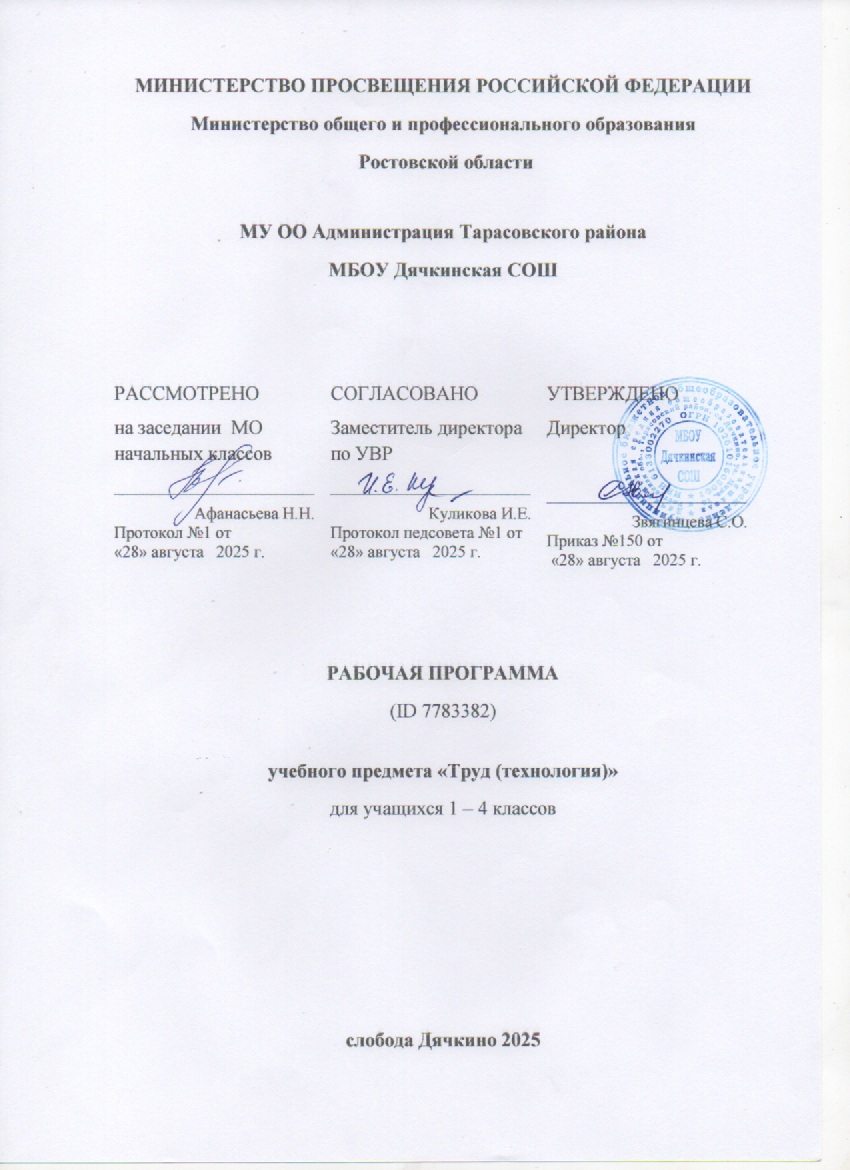 МИНИСТЕРСТВО ПРОСВЕЩЕНИЯ РОССИЙСКОЙ ФЕДЕРАЦИИ
Министерство общего и профессионального образования
Ростовской области
МУ ОО Администрация Тарасовского района
МБОУ Дячкинская СОШ
РАССМОТРЕНО
на заседании МО
начальных классов
Афанасьева Н.Н.
Протокол №1 от
«28» августа 2025 г.
СОГЛАСОВАНО
Заместитель директора
по УВР
Куликова И.Е.
Протокол педсовета №1 от
«28» августа 2025 г.
УТВЕРЖДЕНО
Директор
МБОУ
Дячкинская
СОШ
Звягинцева С.О.
Приказ №150 от
«28» августа 2025 г.
РАБОЧАЯ ПРОГРАММА
(ID 7783382)
учебного предмета «Труд (технология)»
для учащихся 1 – 4 классов
слобода Дячкино 2025